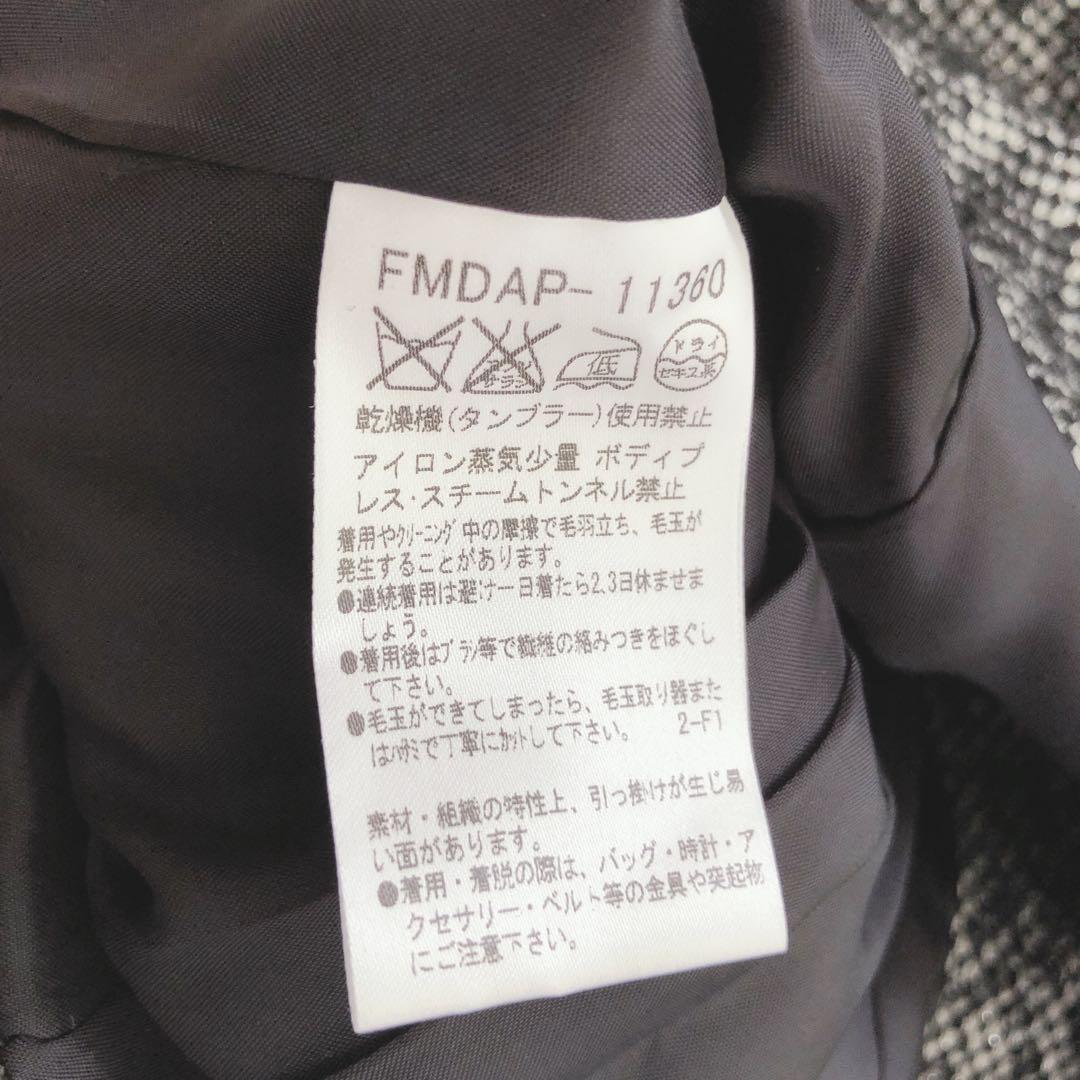 FMDAP- 11360
エンソ サラシ 低 ドライ セキユ系
乾燥機(タンブラー)使用禁止
アイロン蒸気少量 ボディプ
レス・スチームトンネル禁止
着用やクリーニング中の摩擦で毛羽立ち、毛玉が
発生することがあります。
●連続着用は避け一日着たら2.3日休ませま
しょう。
●着用後はブラシ等で繊維の絡みつきをほぐし
て下さい。
●毛玉ができてしまったら、毛玉取り器また
はハサミで丁寧にカットして下さい。 2-F1
素材・組織の特性上、引っ掛けが生じ易
い面があります。
●着用・着脱の際は、バッグ・時計・ア
クセサリー・ベルト等の金具や突起物
にご注意下さい。